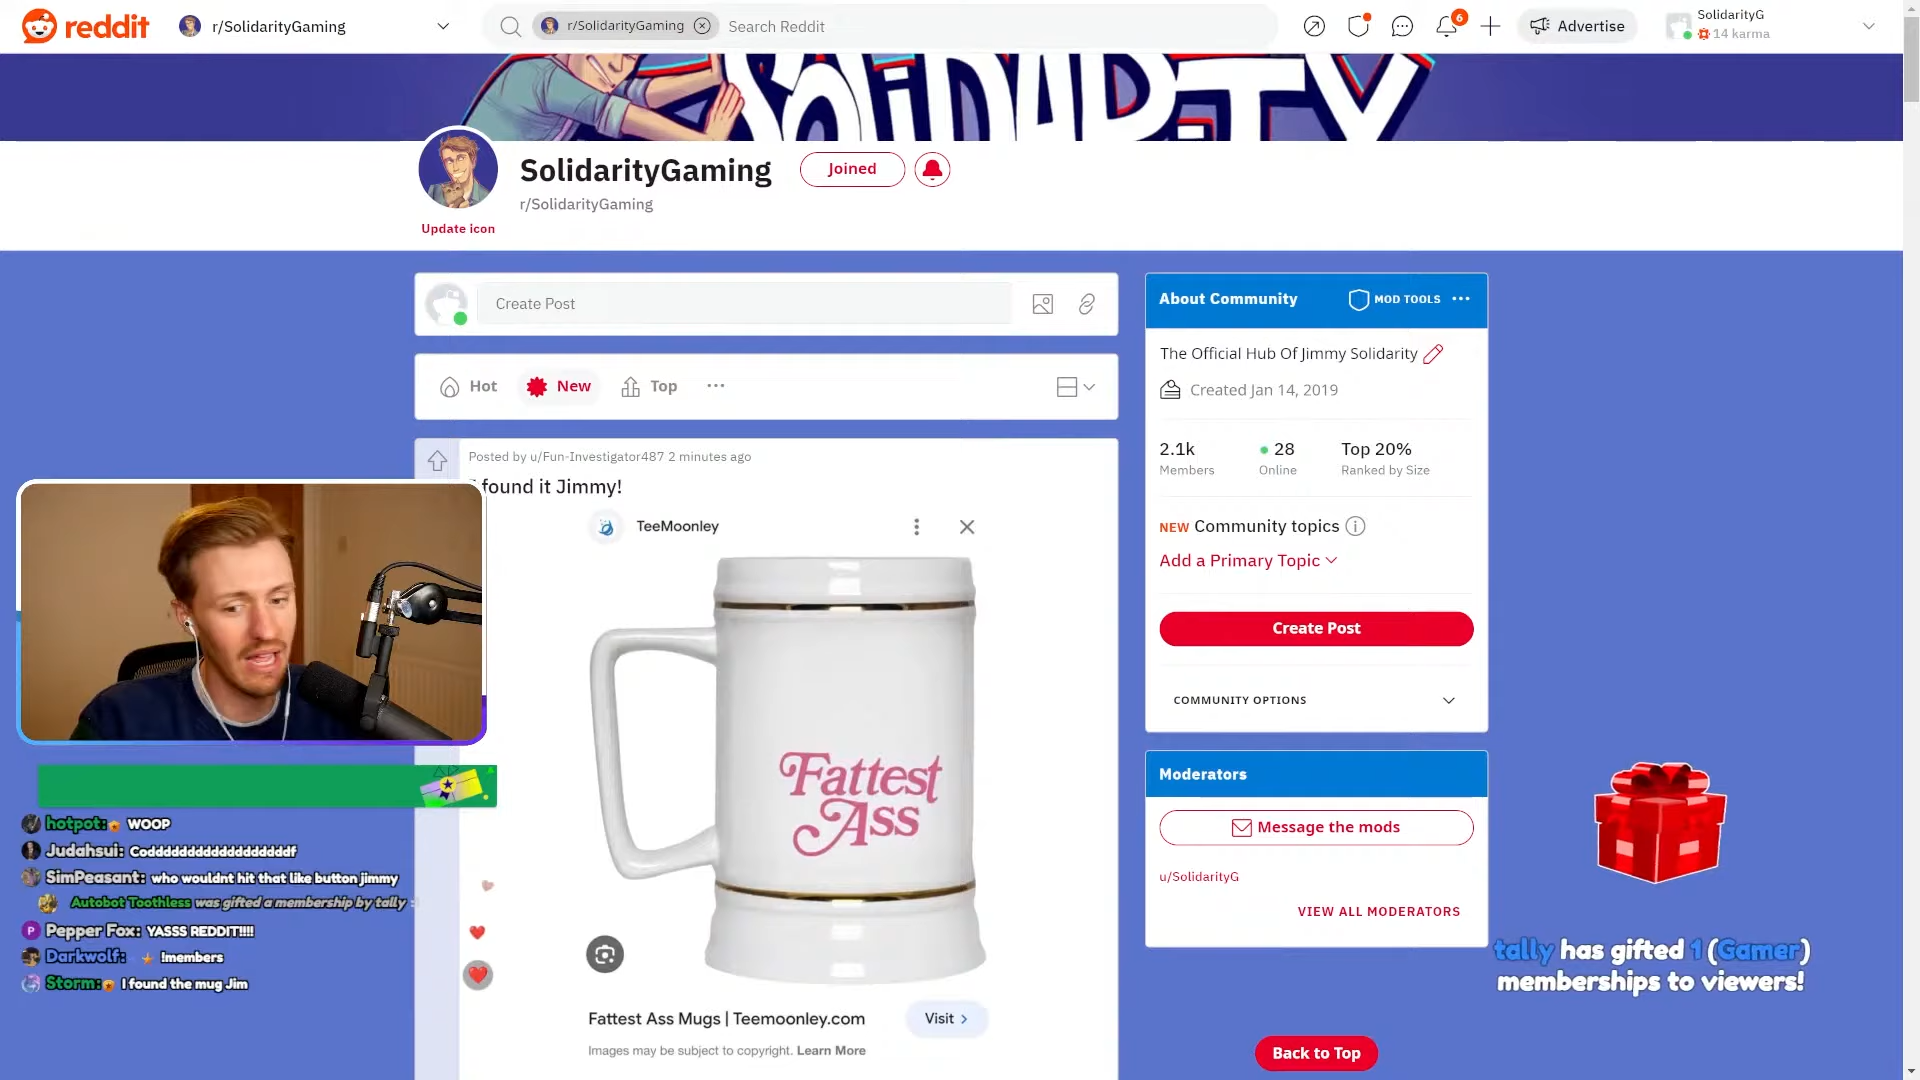 reddit
r/SolidarityGaming
r/SolidarityGaming
Search Reddit
6
Advertise
SolidarityG
14 karma
SOLIDARITY
SolidarityGaming
Joined
r/SolidarityGaming
Update icon
Create Post
Hot
New
Top
Posted by u/Fun-Investigator487 2 minutes ago
found it Jimmy!
TeeMoonley
Fattest
Ass
Fattest Ass Mugs | Teemoonley.com
Visit
Images may be subject to copyright. Learn More
About Community
MOD TOOLS
The Official Hub Of Jimmy Solidarity
Created Jan 14, 2019
2.1k
28
Top 20%
Members
Online
Ranked by Size
NEW Community topics
Add a Primary Topic
Create Post
COMMUNITY OPTIONS
Moderators
Message the mods
u/SolidarityG
VIEW ALL MODERATORS
Back to Top
hotpot: WOOP
Judahsui: Codddddddddddddddddf
SimPeasant: who wouldnt hit that like button jimmy
Autobot Toothless was gifted a membership by tally :
P Pepper Fox: YASSS REDDIT!!!!
Darkwolf: !members
Storm: I found the mug Jim
tally has gifted 1 (Gamer)
memberships to viewers!